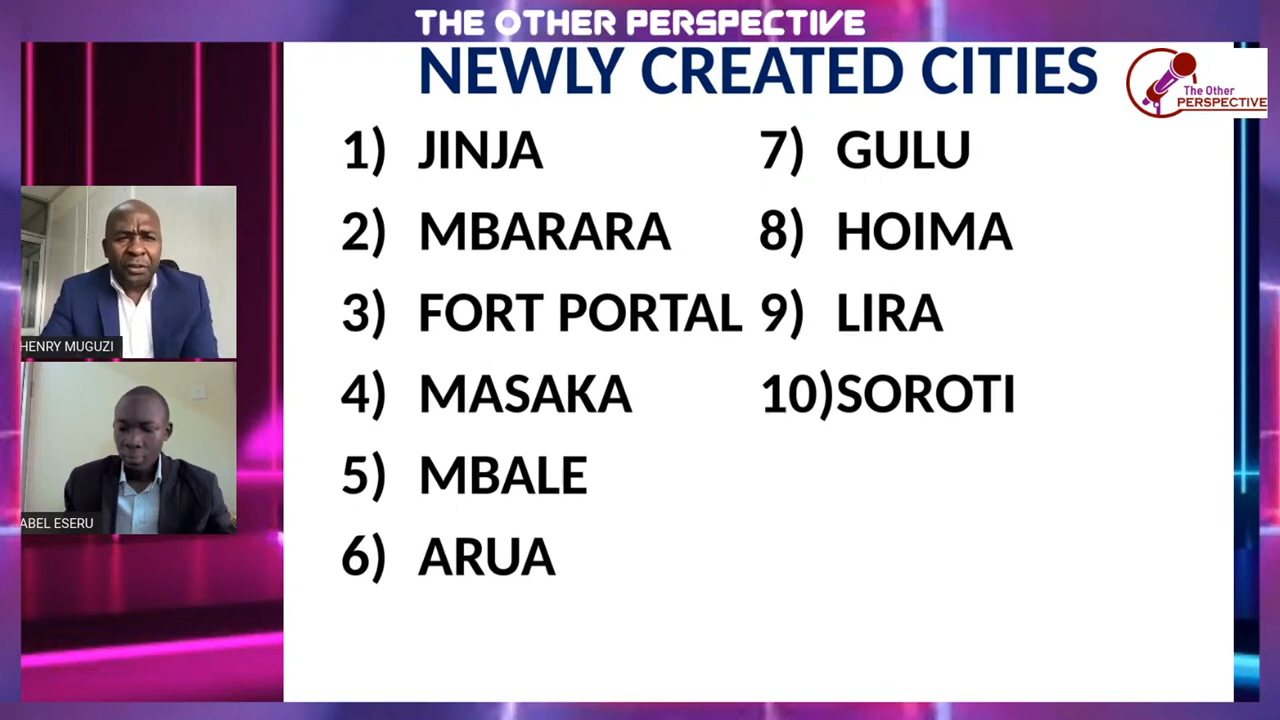 THE OTHER PERSPECTIVE
NEWLY CREATED CITIES
The Other
PERSPECTIVE
1) JINJA
2) MBARARA
3) FORT PORTAL
4) MASAKA
5) MBALE
6) ARUA
7) GULU
8) HOIMA
9) LIRA
10)SOROTI
HENRY MUGUZI
ABEL ESERU